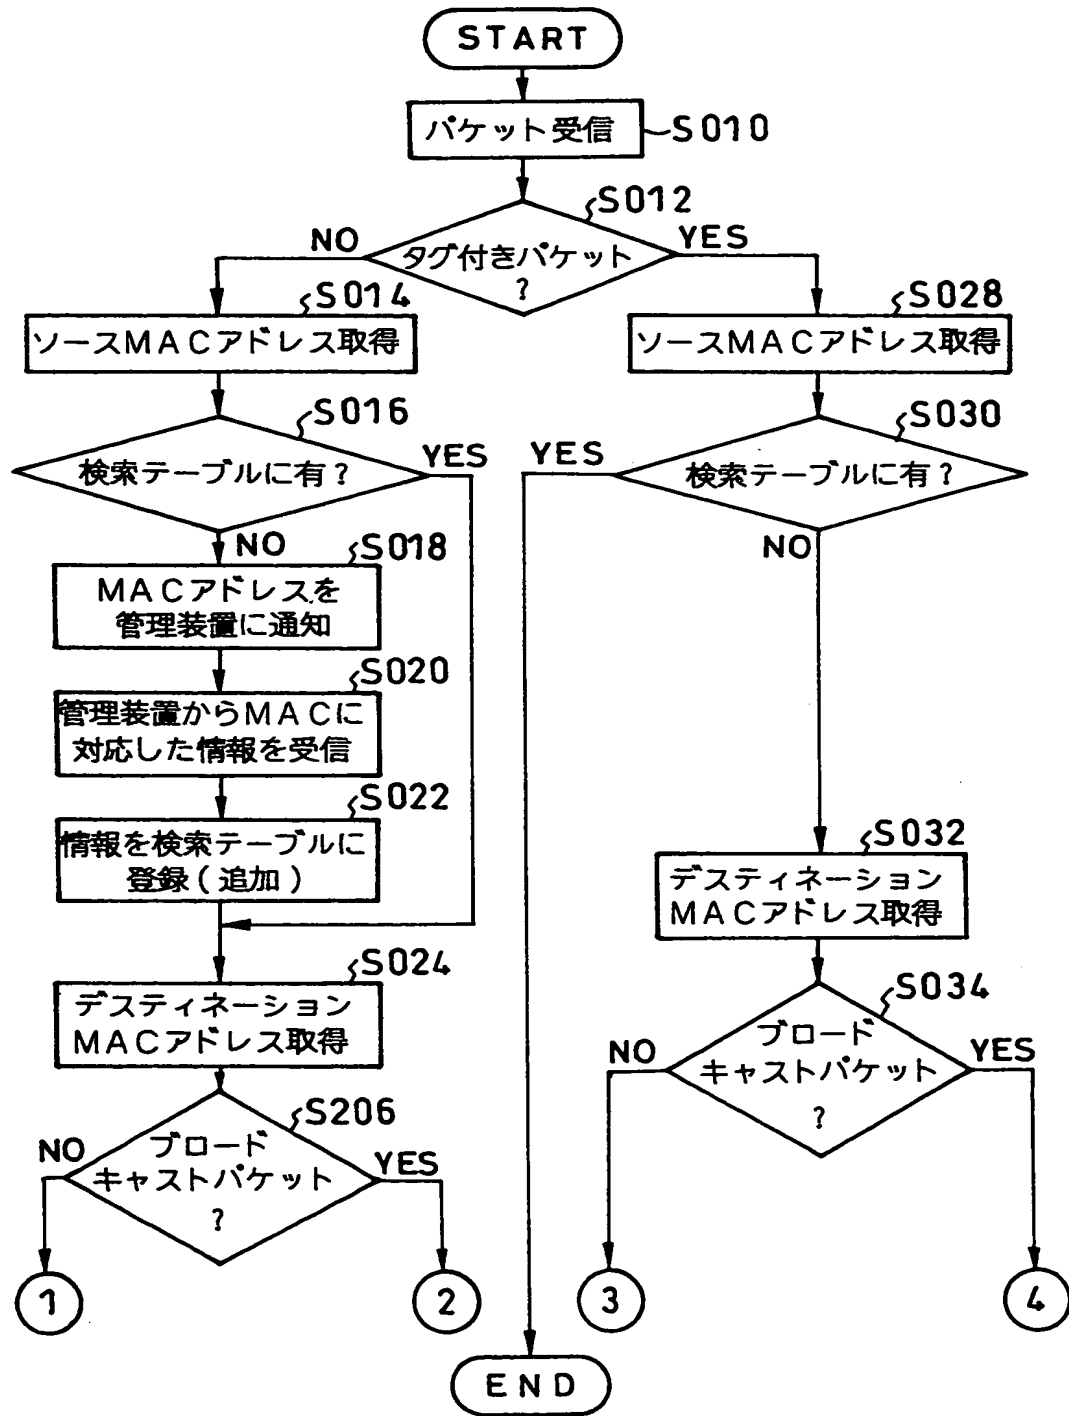 START
パケット受信
S010
S012
タグ付きパケット
?
NO
YES
S014
ソースMACアドレス取得
S016
検索テーブルに有?
YES
NO
S018
MACアドレスを
管理装置に通知
S020
管理装置からMACに
対応した情報を受信
S022
情報を検索テーブルに
登録(追加)
S024
デスティネーション
MACアドレス取得
S206
ブロード
キャストパケット
?
NO
YES
1
2
S028
ソースMACアドレス取得
S030
検索テーブルに有?
YES
NO
S032
デスティネーション
MACアドレス取得
S034
ブロード
キャストパケット
?
NO
YES
3
4
END